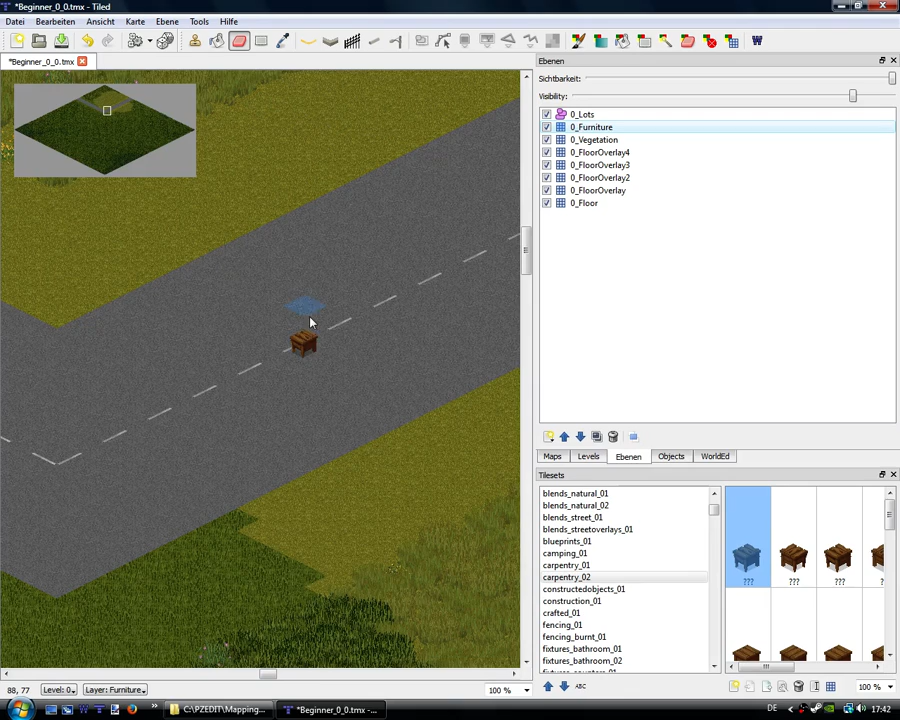 *Beginner_0_0.tmx - Tiled
Datei Bearbeiten Ansicht Karte Ebene Tools Hilfe
*Beginner_0_0.tmx
Ebenen
Sichtbarkeit:
Visibility:
0_Lots
0_Furniture
0_Vegetation
0_FloorOverlay4
0_FloorOverlay3
0_FloorOverlay2
0_FloorOverlay
0_Floor
Maps Levels Ebenen Objects WorldEd
Tilesets
blends_natural_01
blends_natural_02
blends_street_01
blends_streetoverlays_01
blueprints_01
camping_01
carpentry_01
carpentry_02
constructedobjects_01
construction_01
crafted_01
fencing_01
fencing_burnt_01
fixtures_bathroom_01
fixtures_bathroom_02
??? ??? ???
ABC
100 %
88, 77 Level: 0 Layer: Furniture 100 %
C:\PZEDIT\Mapping... *Beginner_0_0.tmx -... DE 17:42